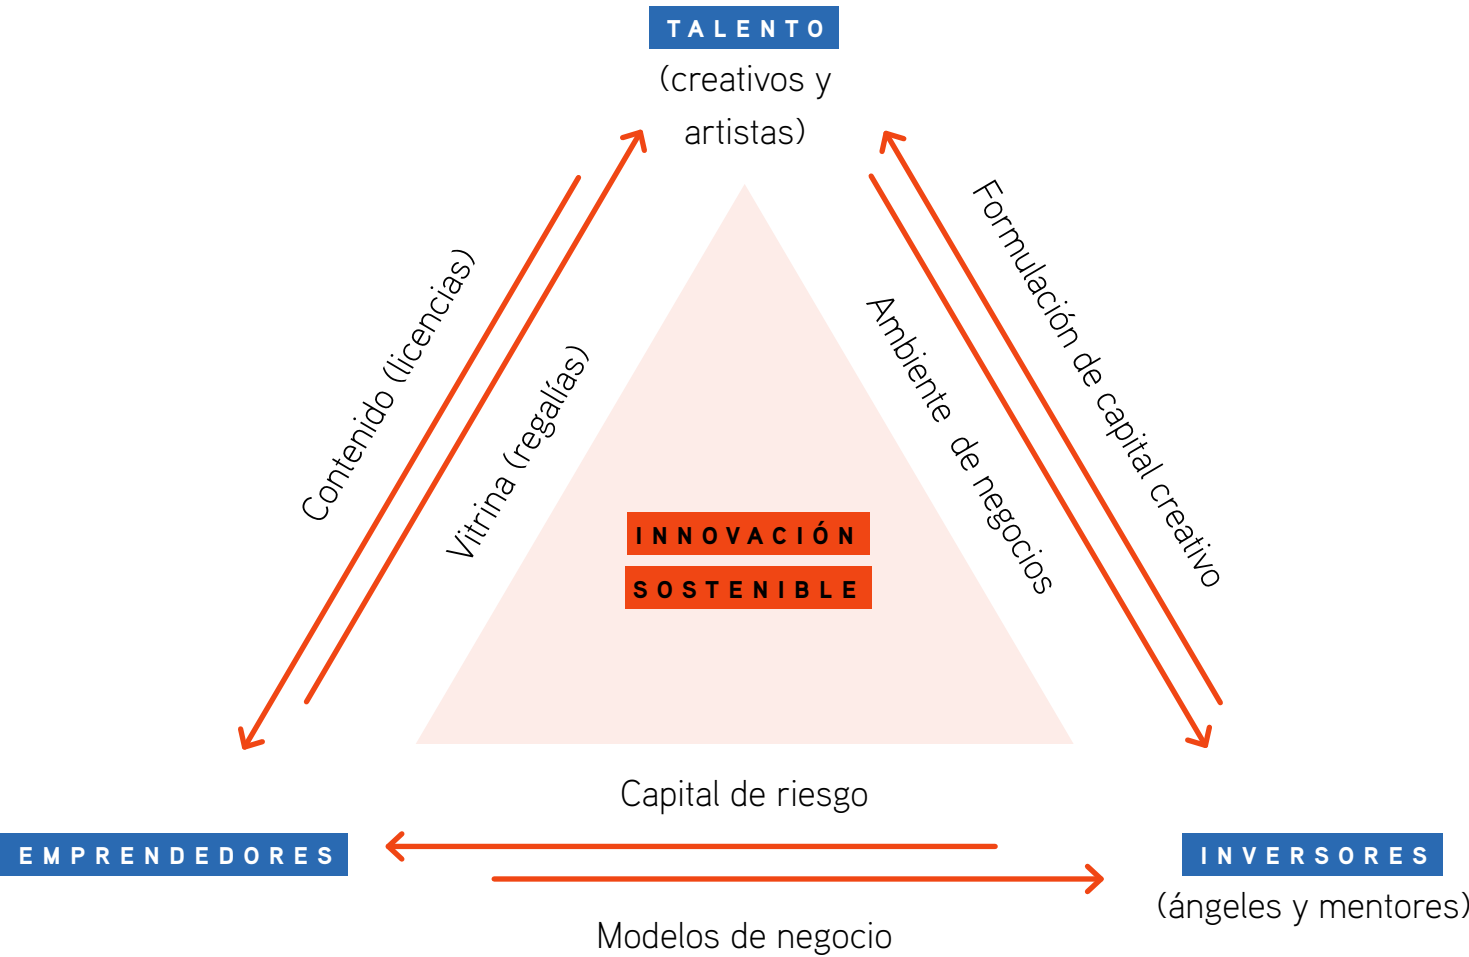 TALENTO
(creativos y
artistas)
Contenido (licencias)
Vitrina (regalías)
Ambiente de negocios
Formulación de capital creativo
INNOVACIÓN
SOSTENIBLE
Capital de riesgo
EMPRENDEDORES
INVERSORES
(ángeles y mentores)
Modelos de negocio